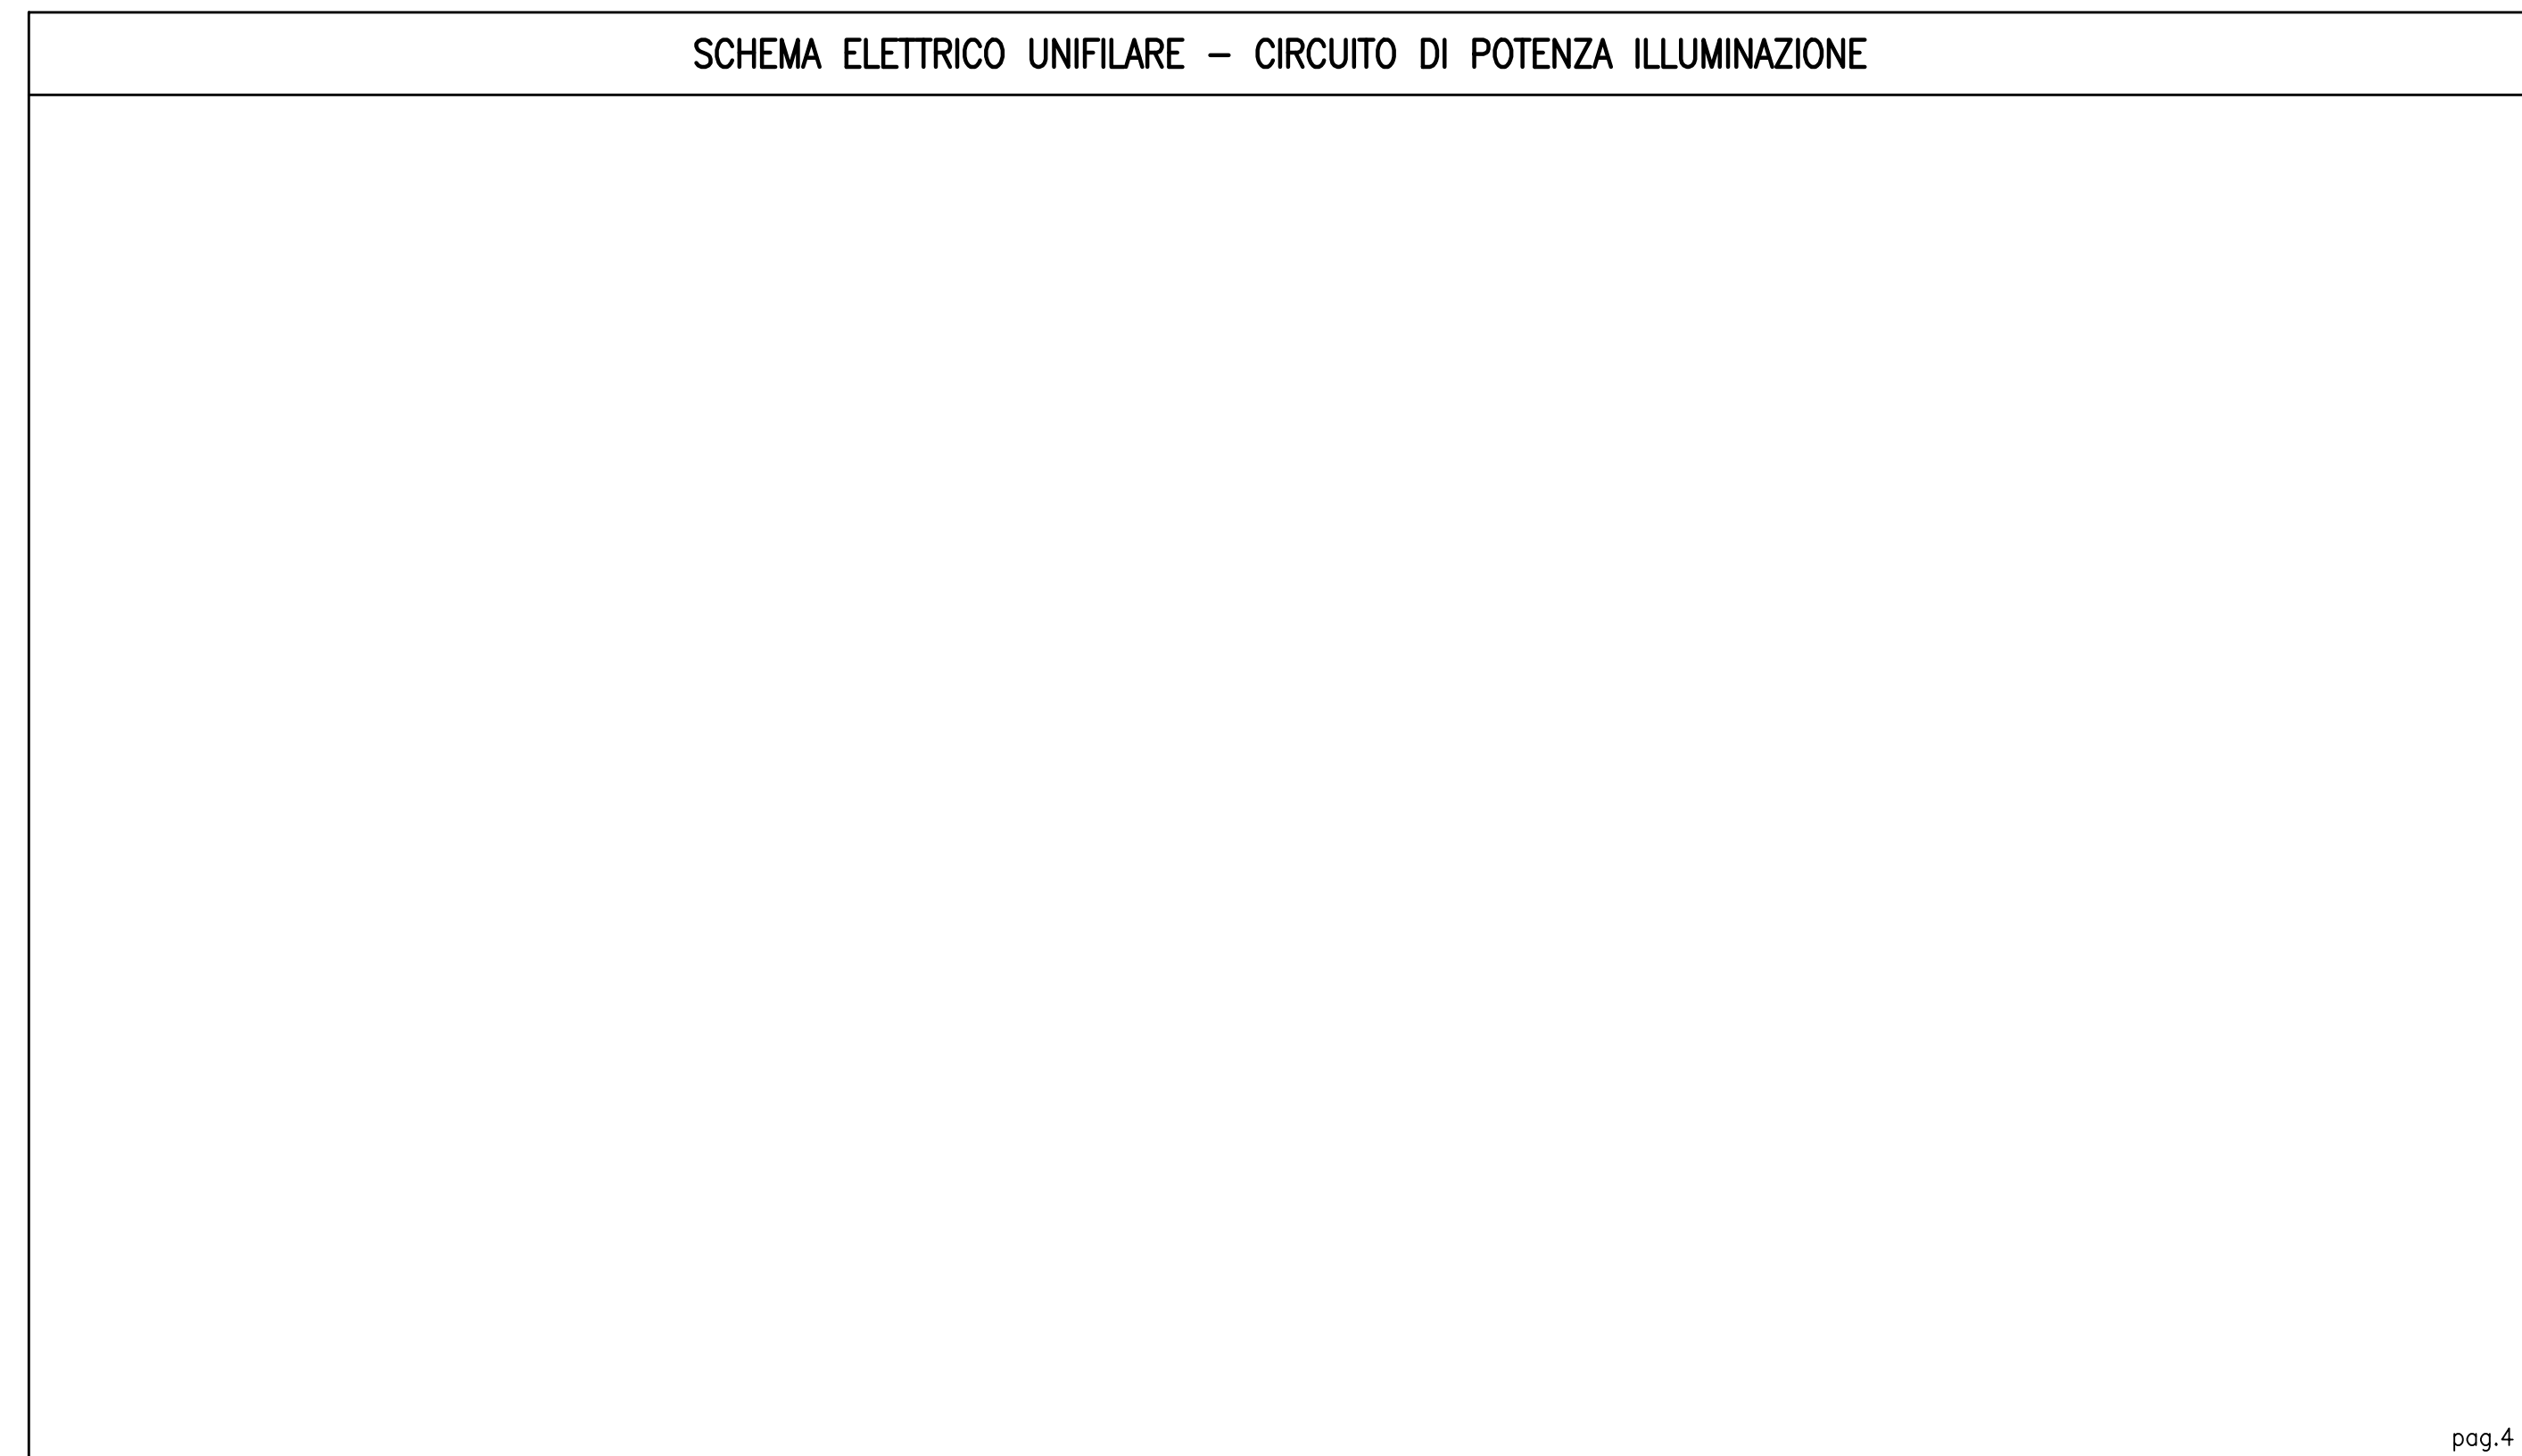 SCHEMA ELETTRICO UNIFILARE – CIRCUITO DI POTENZA ILLUMINAZIONE
pag.4